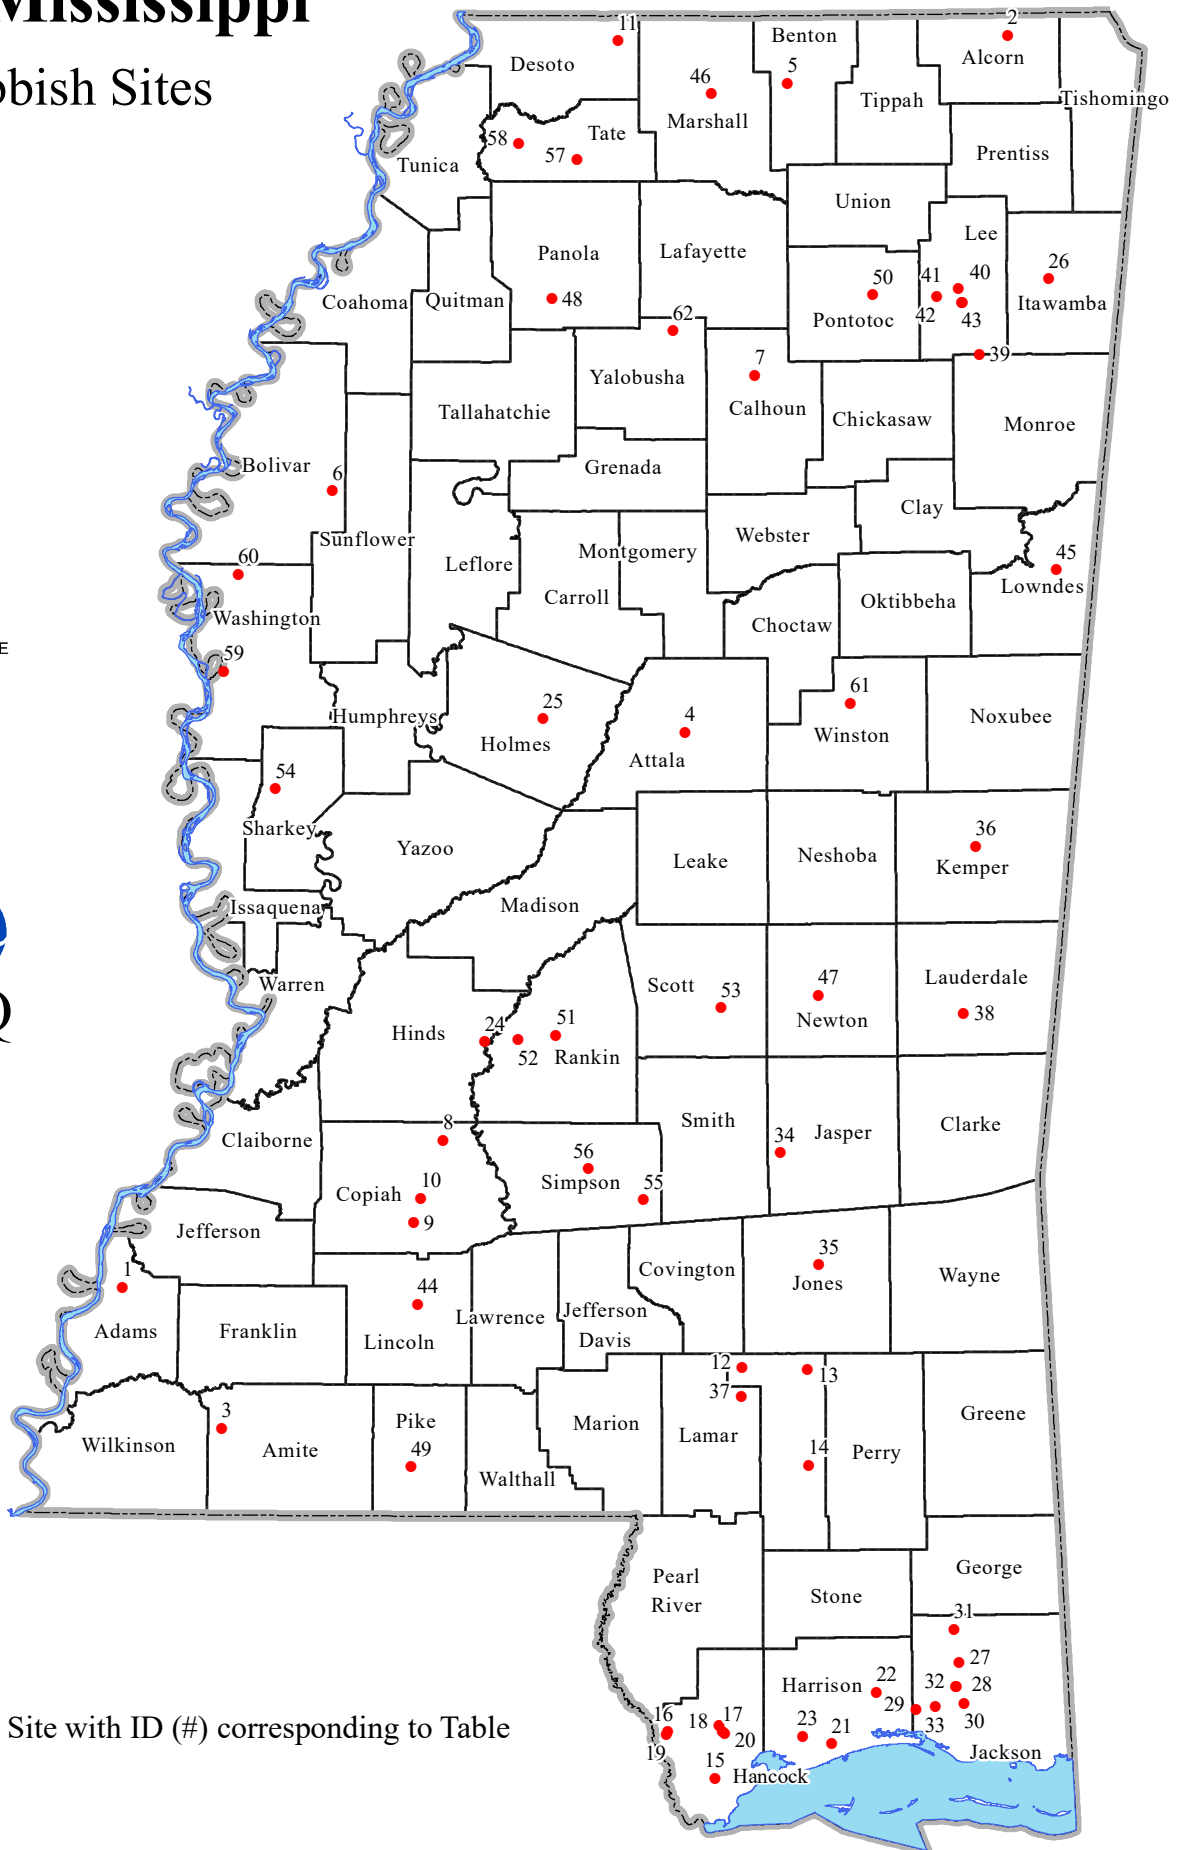 Mississippi
bbish Sites
11
2
Benton
Desoto
Alcorn
46
5
Tippah
Tishomingo
Marshall
58
Tate
57
Tunica
Prentiss
Union
Lee
Panola
Lafayette
26
50
41
40
Coahoma
Quitman
48
Itawamba
62
Pontotoc
42
43
7
39
Yalobusha
Calhoun
Tallahatchie
Chickasaw
Monroe
Bolivar
6
Grenada
Clay
Sunflower
Webster
60
Leflore
Montgomery
45
Lowndes
Carroll
Oktibbeha
Washington
Choctaw
E
59
61
Humphreys
25
4
Noxubee
Holmes
Winston
Attala
54
Sharkey
36
Yazoo
Leake
Neshoba
Kemper
Issaquena
Madison
Warren
Scott
53
47
Lauderdale
Q
Hinds
24
51
Newton
38
52
Rankin
8
Smith
34
Jasper
Clarke
Claiborne
56
Copiah
10
Simpson
55
9
Jefferson
35
1
Covington
Jones
Wayne
44
Lawrence
Jefferson
Davis
Adams
Franklin
Lincoln
12
13
37
3
Pike
Marion
Lamar
Greene
Wilkinson
Amite
49
14
Perry
Walthall
Pearl
River
George
Stone
31
27
Harrison
22
32
28
29
16
18
17
33
30
Site with ID (#) corresponding to Table
23
21
19
20
Jackson
15
Hancock